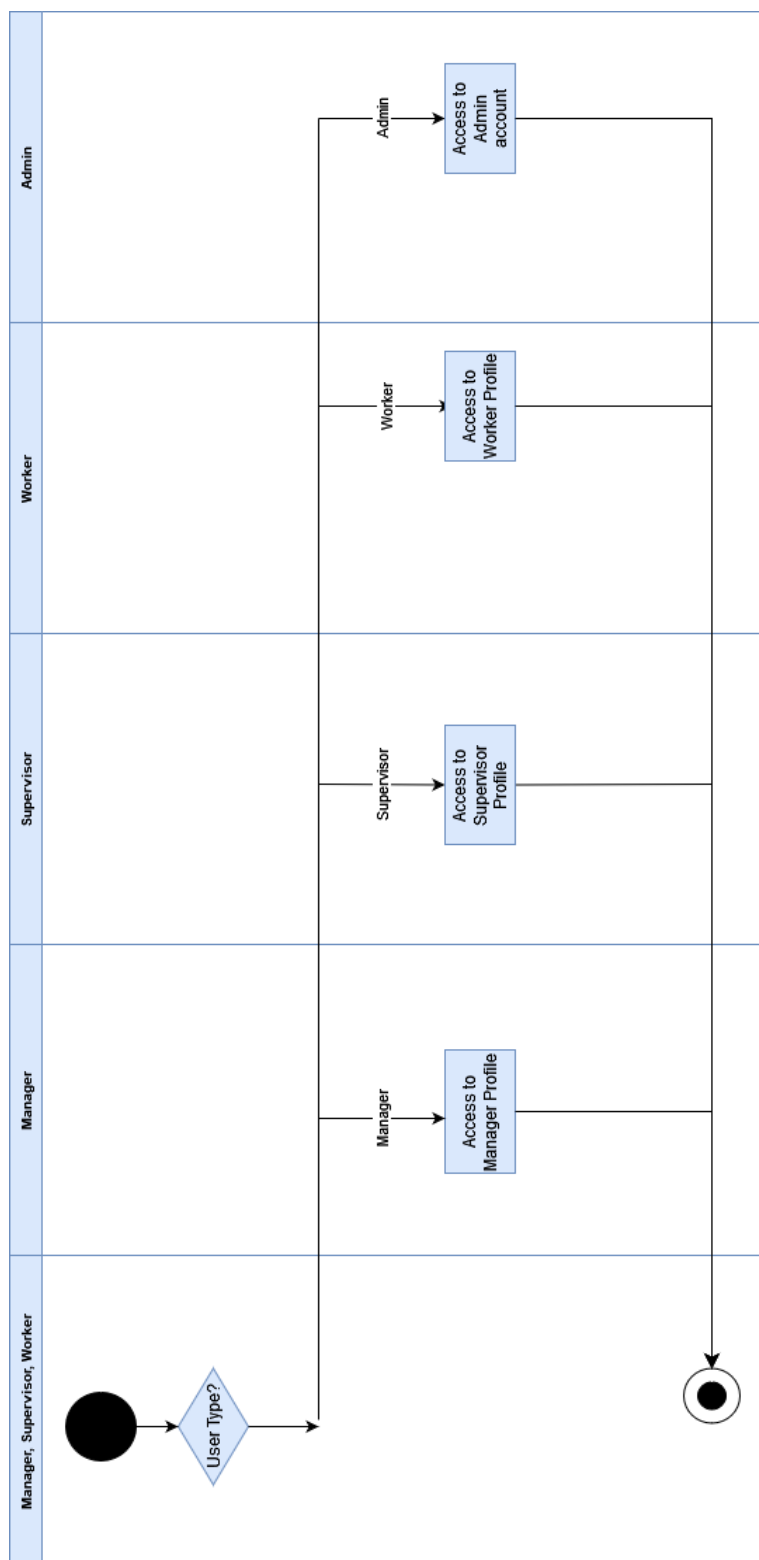 Manager, Supervisor, Worker
Manager
Supervisor
Worker
Admin
User Type?
Manager
Supervisor
Worker
Admin
Access to
Manager Profile
Access to
Supervisor
Profile
Access to
Worker Profile
Access to
Admin
account